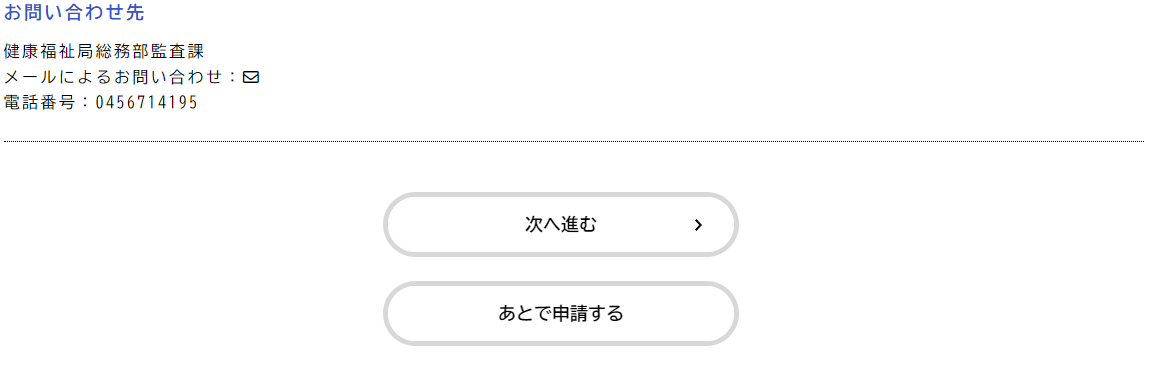 お問い合わせ先
健康福祉局総務部監査課
メールによるお問い合わせ：
電話番号：0456714195
次へ進む
あとで申請する